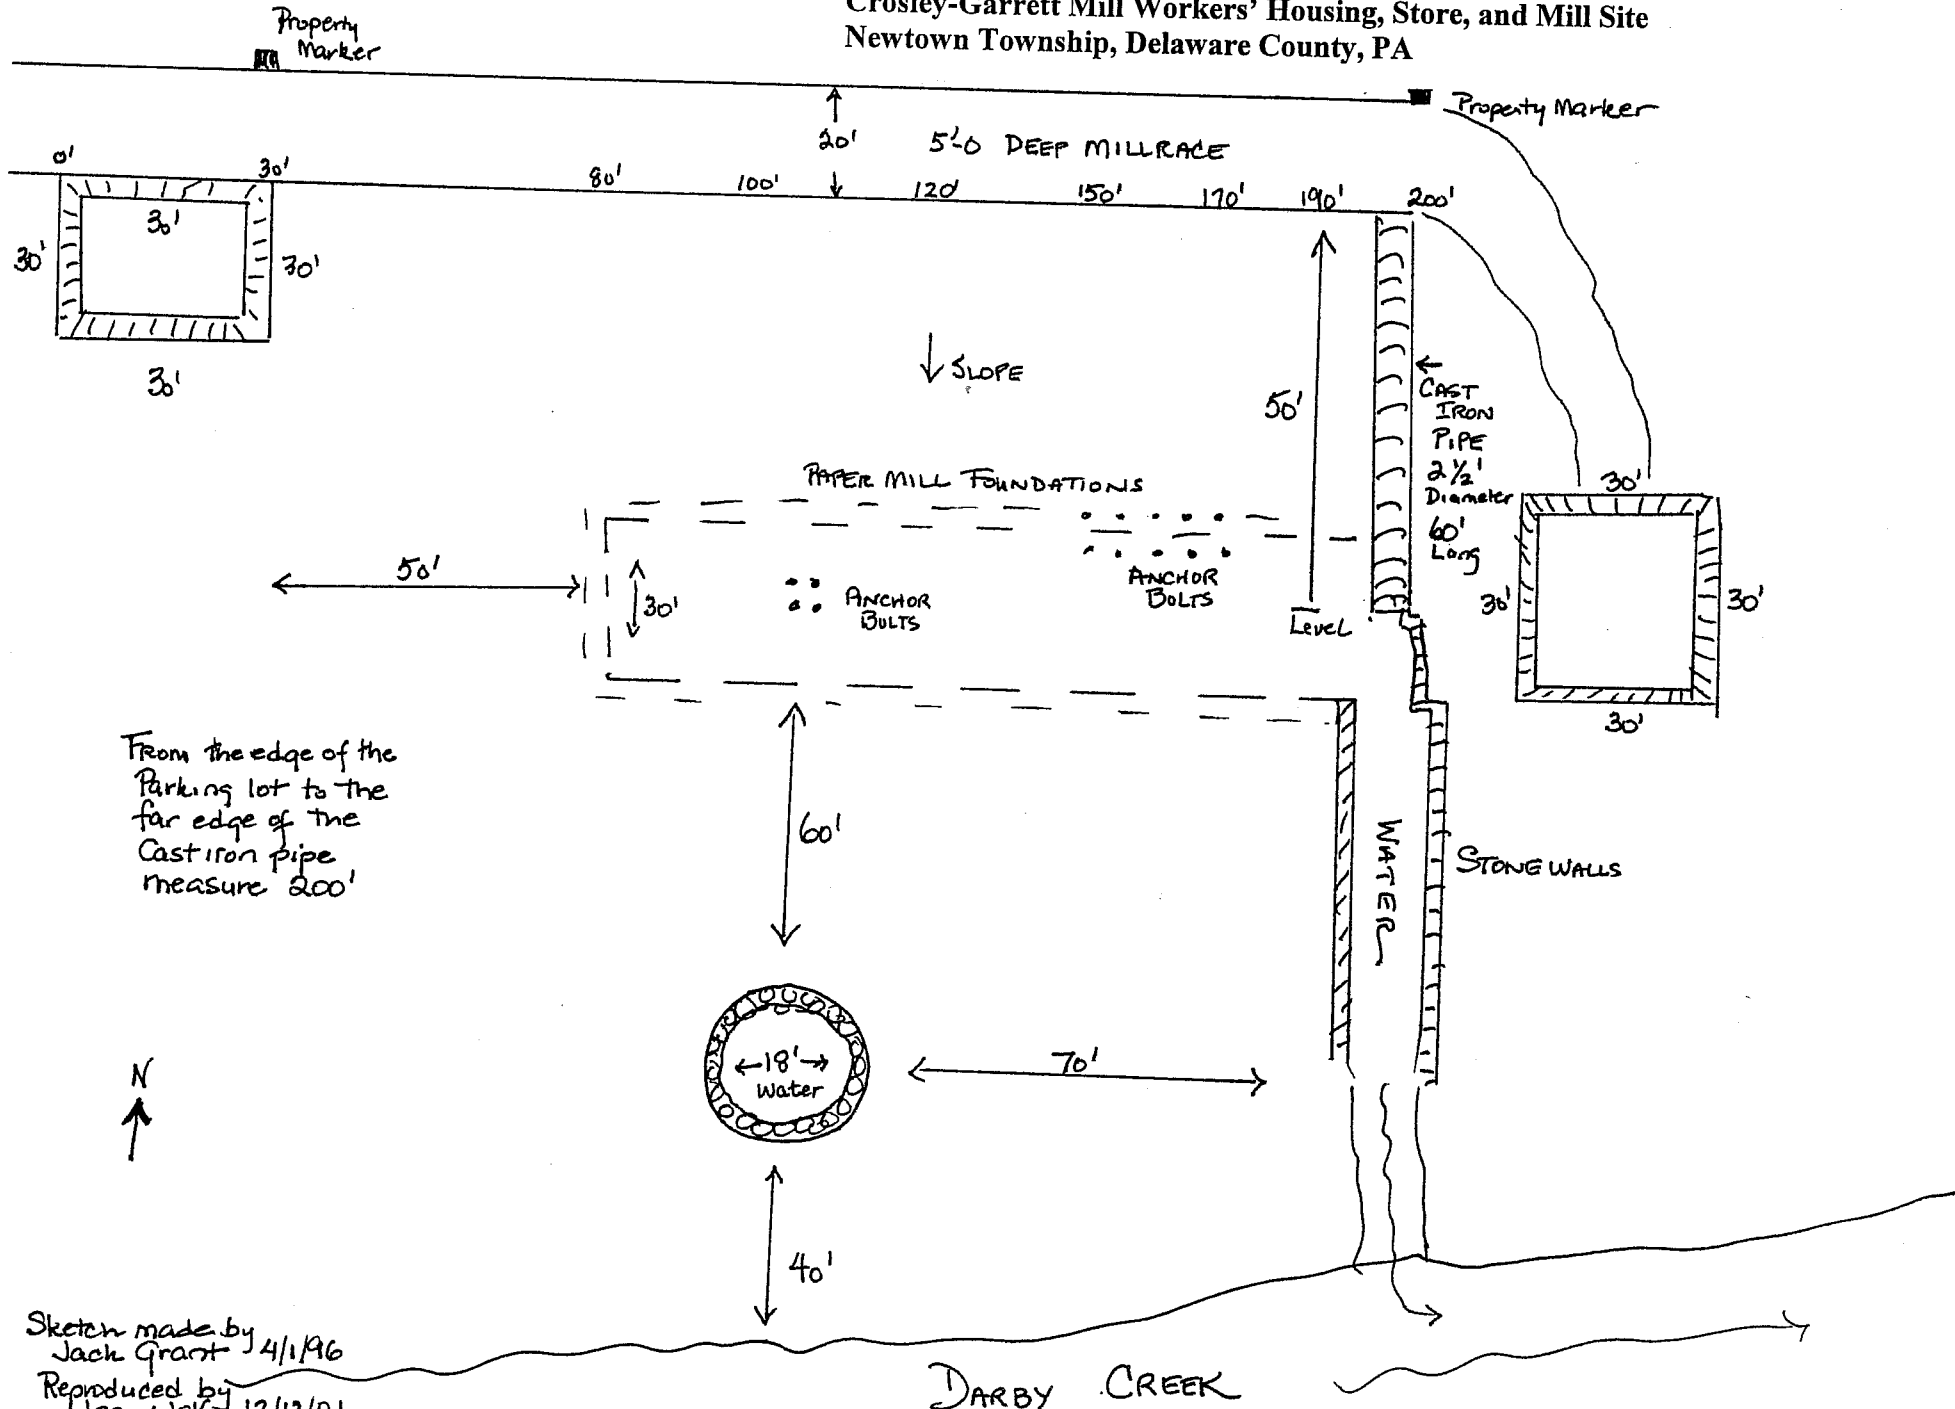 Crosley-Garrett Mill Workers' Housing, Store, and Mill Site
Newtown Township, Delaware County, PA
Property
Marker
Property Marker
20'
5'-0 DEEP MILLRACE
0'
30'
80'
100'
120'
150'
170'
190'
200'
30'
30'
30'
30'
SLOPE
50'
CAST
IRON
PIPE
2 1/2'
Diameter
60'
Long
PAPER MILL FOUNDATIONS
50'
30'
ANCHOR
BOLTS
ANCHOR
BOLTS
Level
30'
30'
30'
30'
From the edge of the
Parking lot to the
far edge of the
Cast iron pipe
measure 200'
60'
WATER
STONE WALLS
18'
Water
70'
N
40'
Sketch made by
Jack Grant 4/1/96
Reproduced by
12/12/01
DARBY CREEK